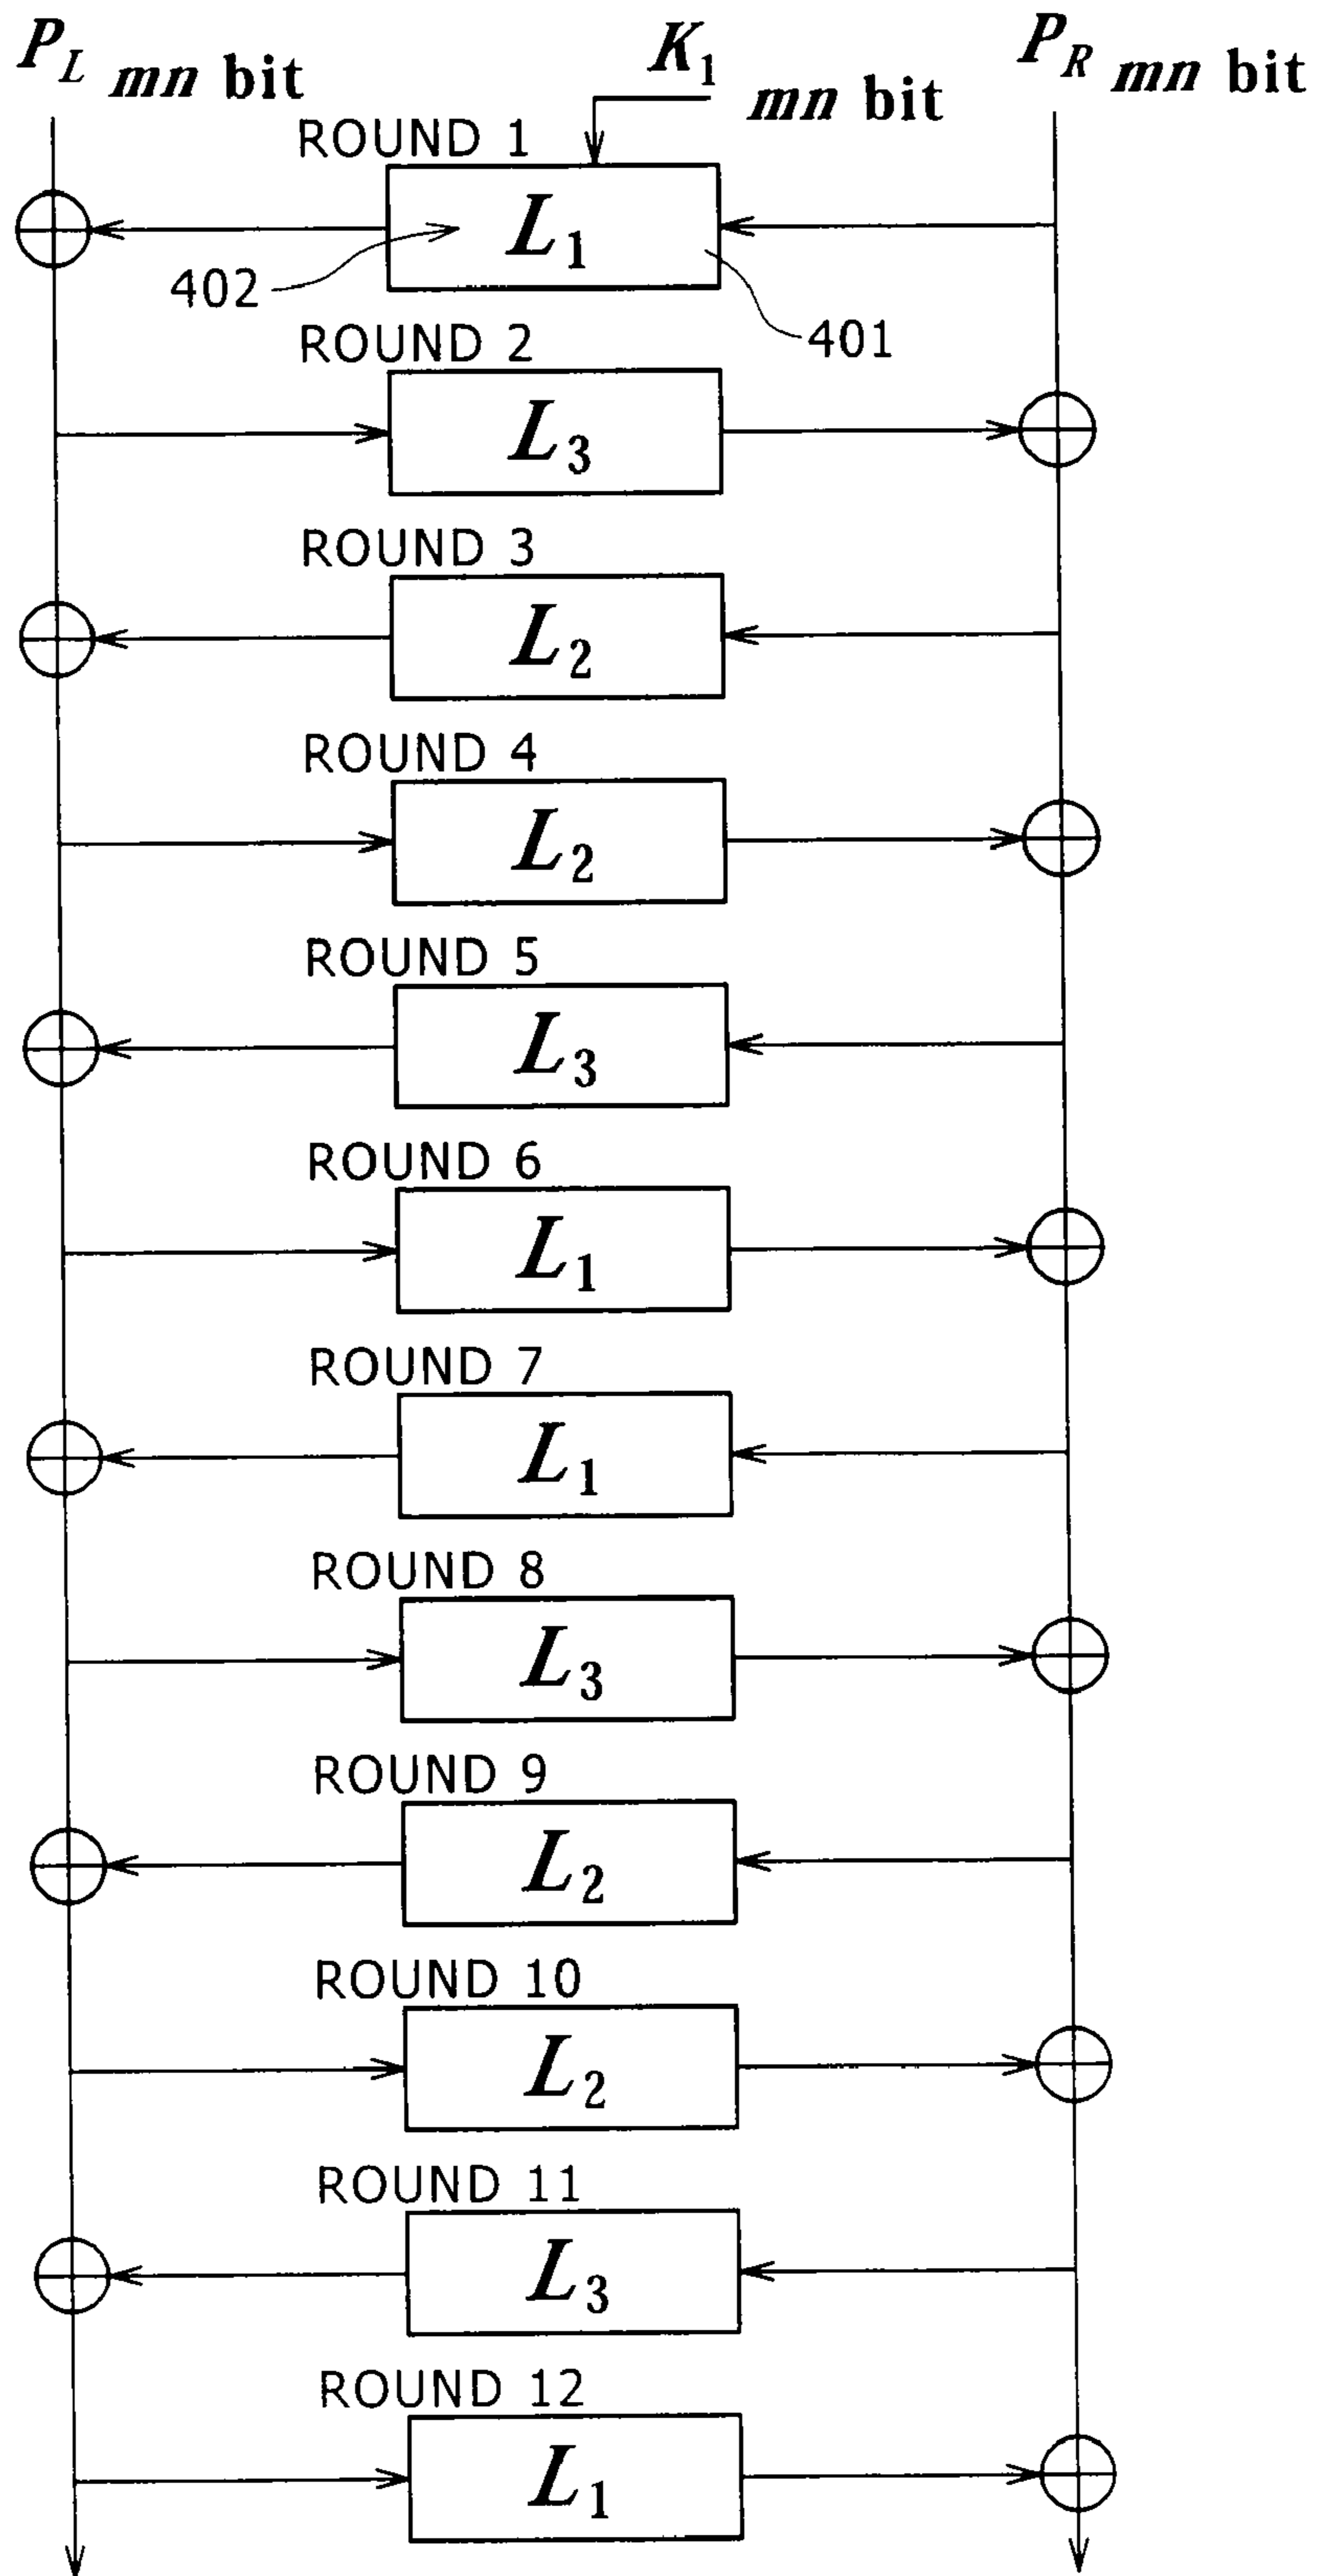 P_L mn bit
K_1 mn bit
P_R mn bit
ROUND 1
L_1
402
401
ROUND 2
L_3
ROUND 3
L_2
ROUND 4
L_2
ROUND 5
L_3
ROUND 6
L_1
ROUND 7
L_1
ROUND 8
L_3
ROUND 9
L_2
ROUND 10
L_2
ROUND 11
L_3
ROUND 12
L_1